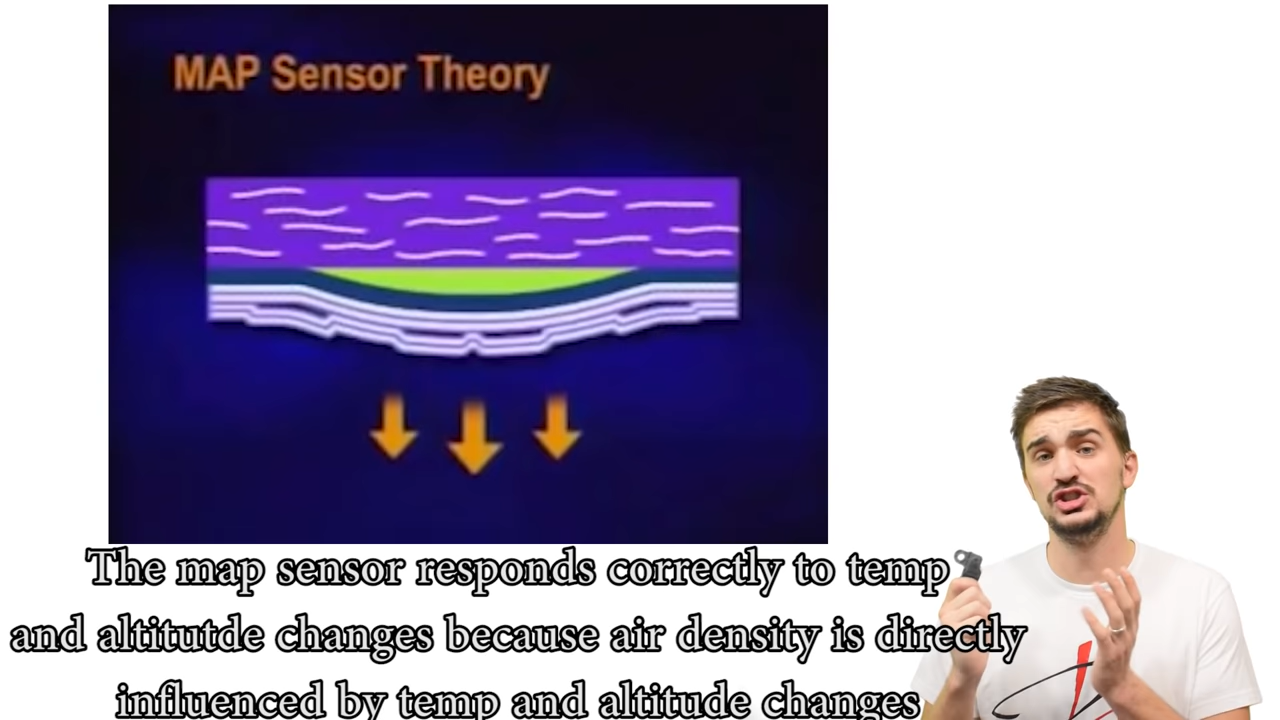 MAP Sensor Theory
The map sensor responds correctly to temp
and altitutde changes because air density is directly
influenced by temp and altitude changes